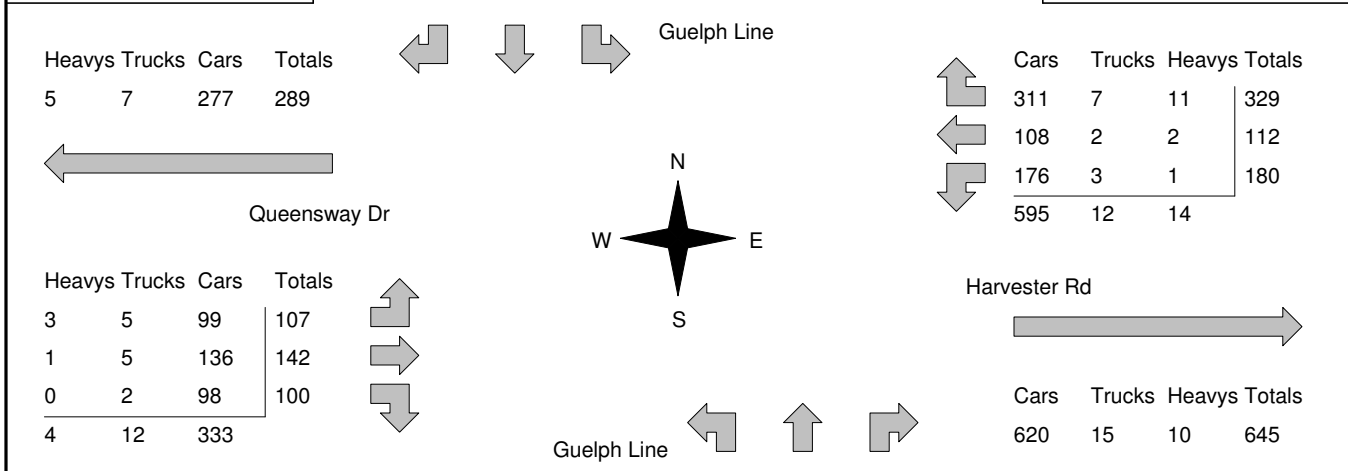 Guelph Line
Heavys Trucks Cars Totals
5 7 277 289
Cars Trucks Heavys Totals
311 7 11 329
108 2 2 112
176 3 1 180
595 12 14
Queensway Dr
N
W E
S
Heavys Trucks Cars Totals
3 5 99 107
1 5 136 142
0 2 98 100
4 12 333
Harvester Rd
Cars Trucks Heavys Totals
620 15 10 645
Guelph Line